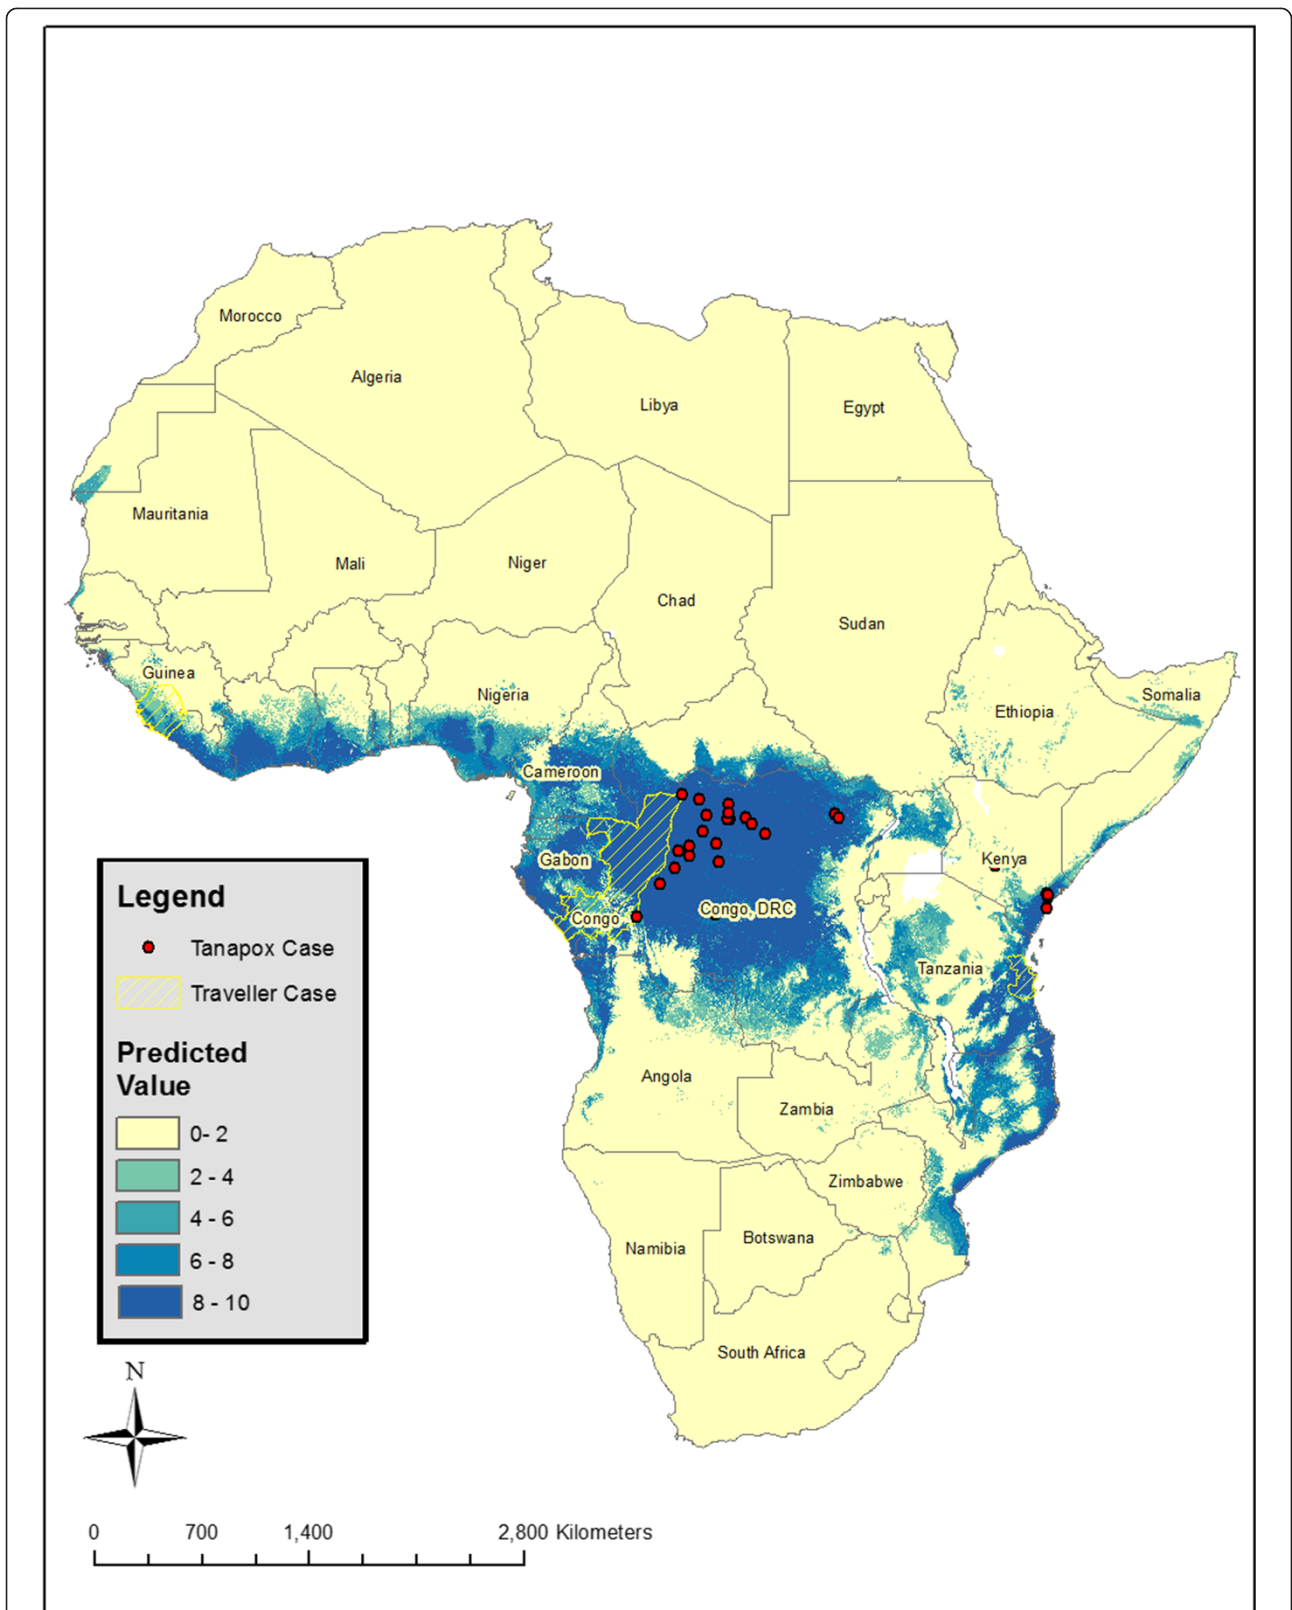 Morocco
Algeria
Libya
Egypt
Mauritania
Mali
Niger
Chad
Sudan
Guinea
Nigeria
Ethiopia
Somalia
Cameroon
Gabon
Kenya
Congo
Congo, DRC
Tanzania
Angola
Zambia
Zimbabwe
Namibia
Botswana
South Africa
Legend
Tanapox Case
Traveller Case
Predicted
Value
0- 2
2 - 4
4 - 6
6 - 8
8 - 10
N
0 700 1,400 2,800 Kilometers